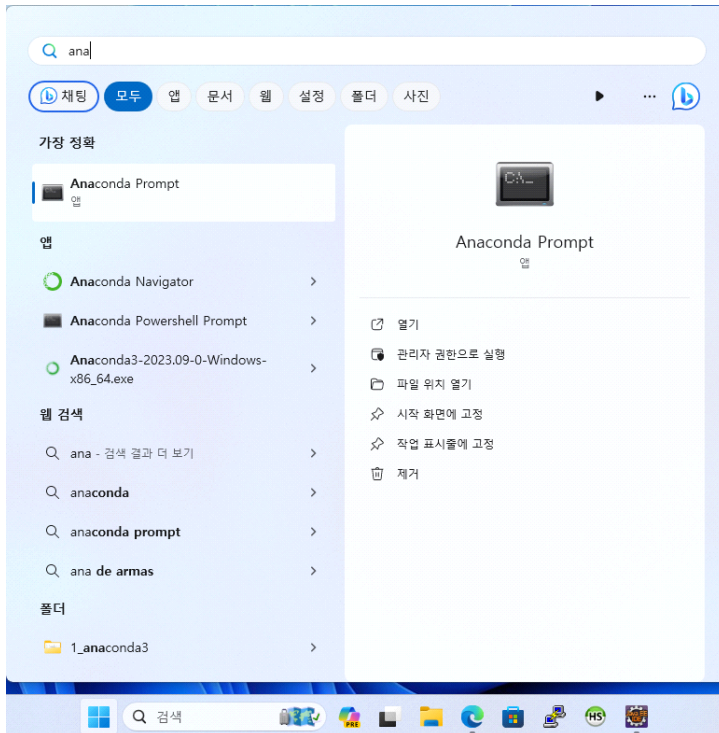 ana
채팅 모두 앱 문서 웹 설정 폴더 사진 ...
가장 정확
Anaconda Prompt
앱
앱
Anaconda Navigator
Anaconda Powershell Prompt
Anaconda3-2023.09-0-Windows-
x86_64.exe
웹 검색
ana - 검색 결과 더 보기
anaconda
anaconda prompt
ana de armas
폴더
1_anaconda3
C:\_
Anaconda Prompt
앱
열기
관리자 권한으로 실행
파일 위치 열기
시작 화면에 고정
작업 표시줄에 고정
제거
검색
PRE
HS